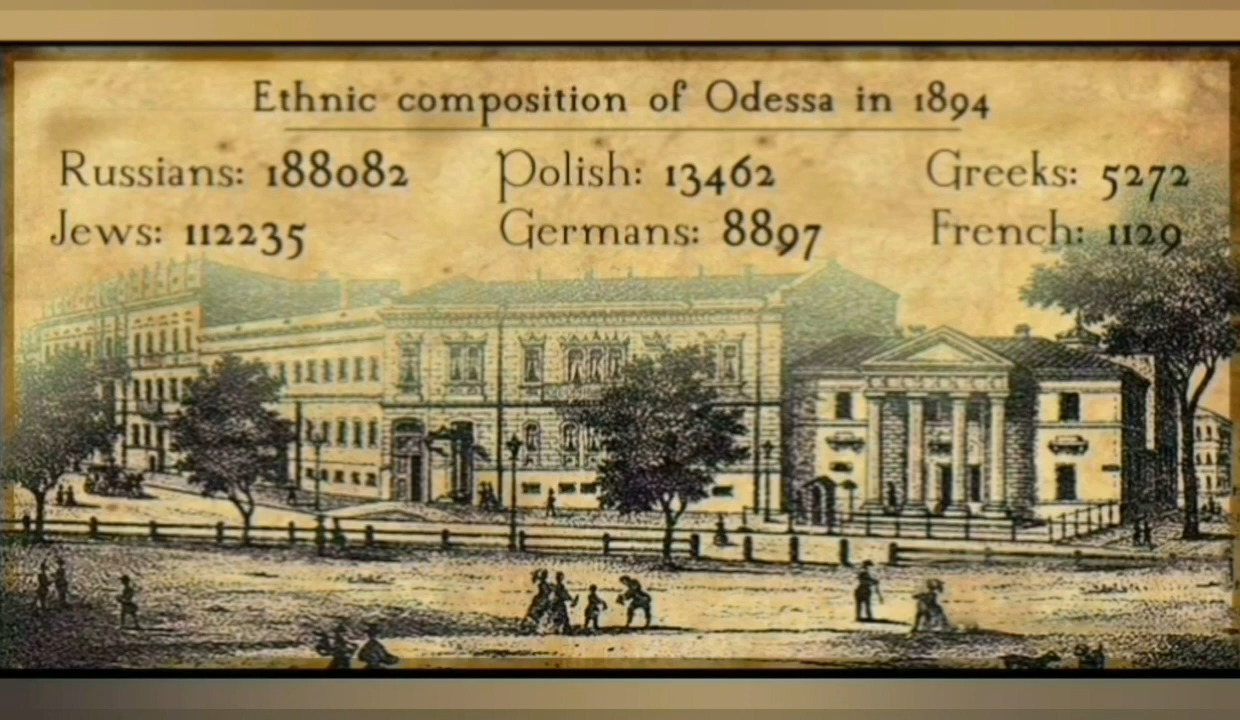 Ethnic composition of Odessa in 1894
Russians: 188082 Polish: 13462 Greeks: 5272
Jews: 112235 Germans: 8897 French: 1129